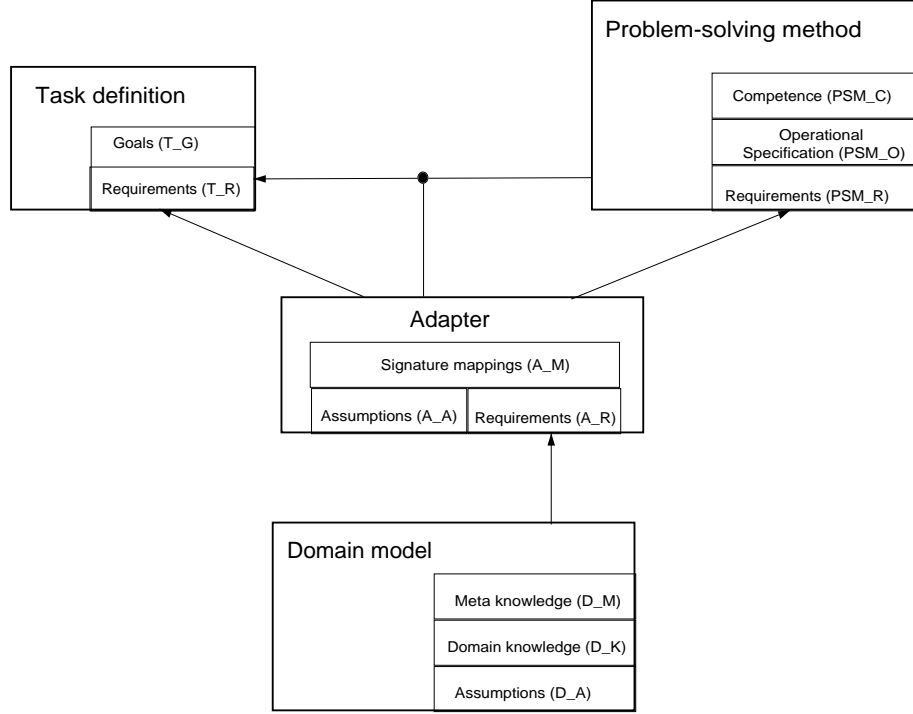 Problem-solving method
Competence (PSM_C)
Operational
Specification (PSM_O)
Requirements (PSM_R)
Task definition
Goals (T_G)
Requirements (T_R)
Adapter
Signature mappings (A_M)
Assumptions (A_A)
Requirements (A_R)
Domain model
Meta knowledge (D_M)
Domain knowledge (D_K)
Assumptions (D_A)